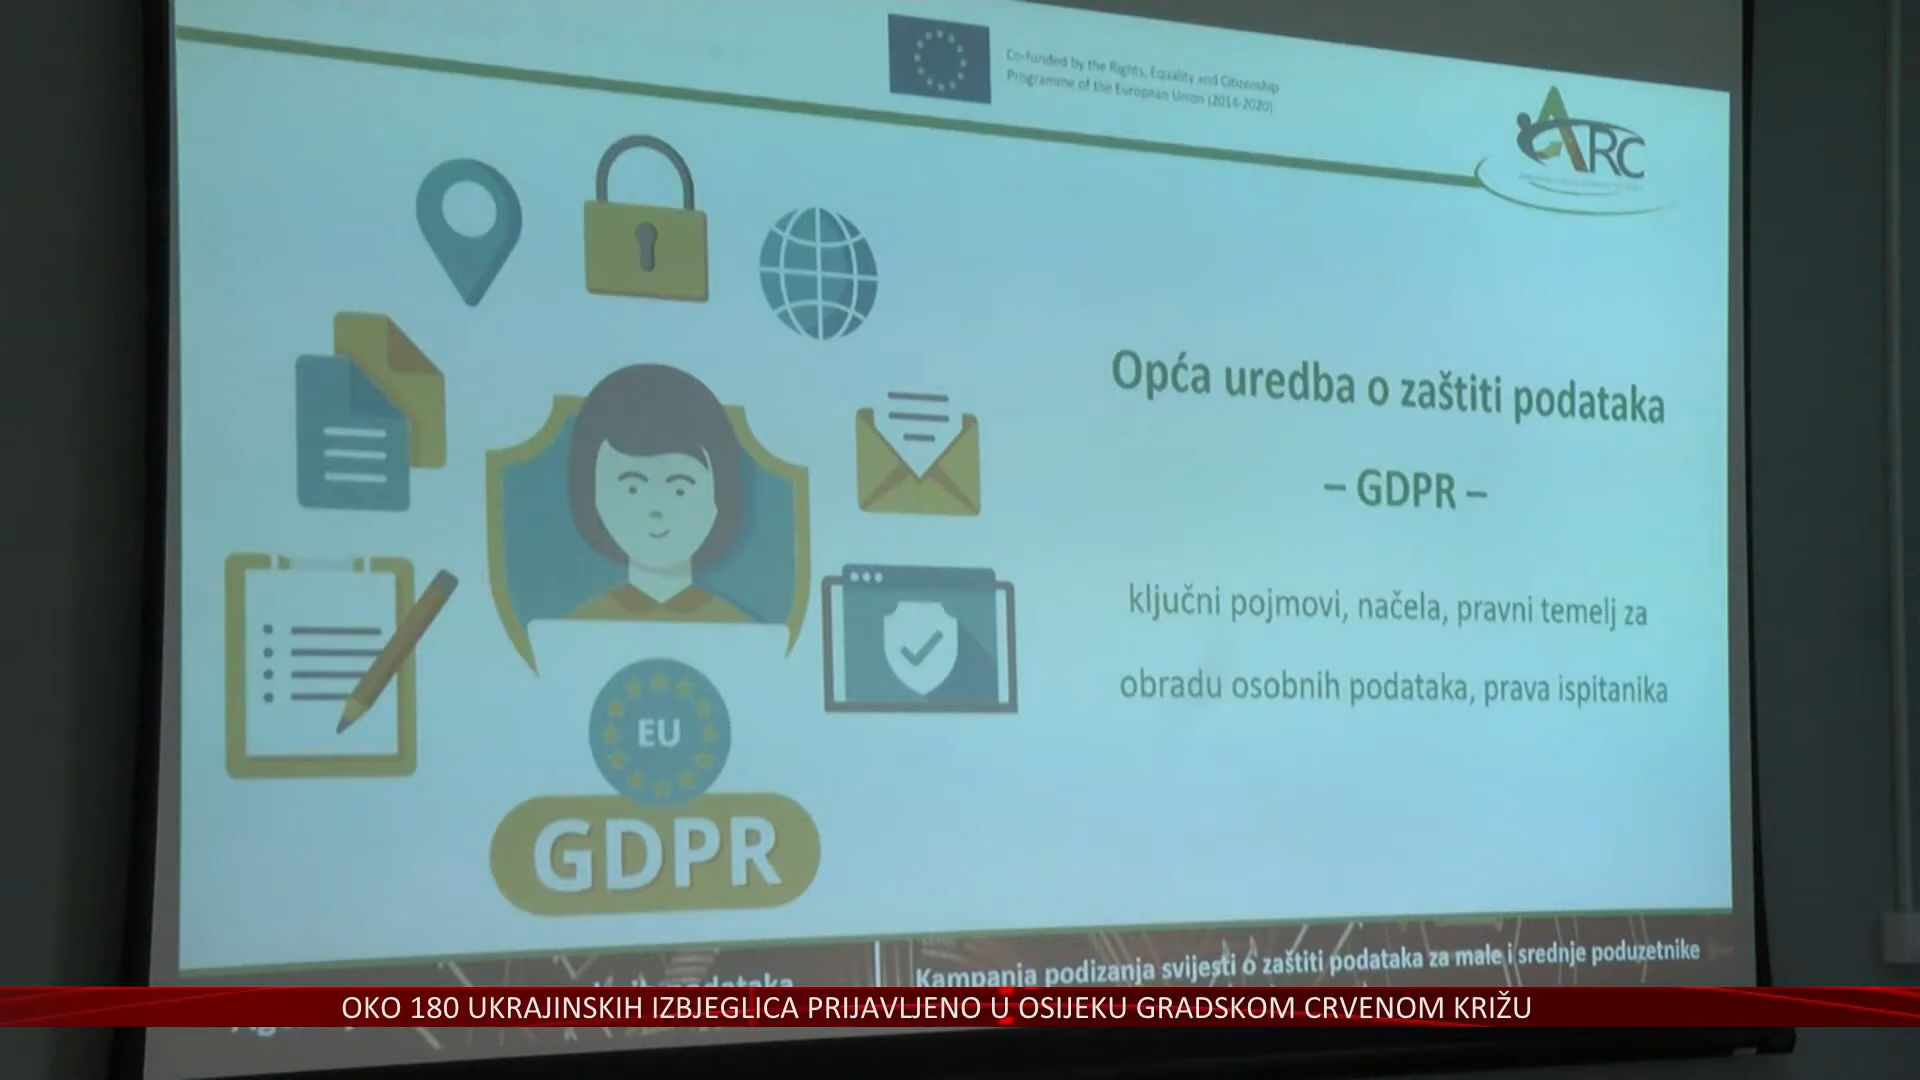 Co-funded by the Rights, Equality and Citizenship
Programme of the European Union (2014-2020)
ARC
Opća uredba o zaštiti podataka
– GDPR –
ključni pojmovi, načela, pravni temelj za
obradu osobnih podataka, prava ispitanika
EU
GDPR
Kampanja podizanja svijesti o zaštiti podataka za male i srednje poduzetnike
OKO 180 UKRAJINSKIH IZBJEGLICA PRIJAVLJENO U OSIJEKU GRADSKOM CRVENOM KRIŽU